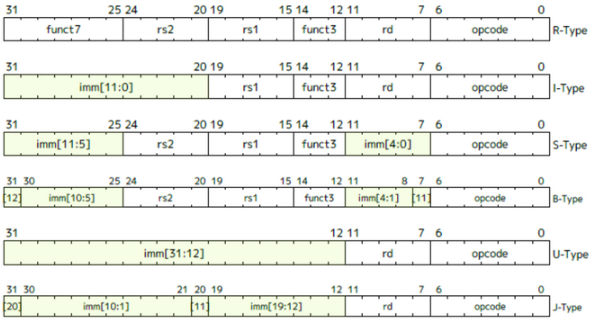 31 25 24 20 19 15 14 12 11 7 6 0
funct7 rs2 rs1 funct3 rd opcode R-Type
31 20 19 15 14 12 11 7 6 0
imm[11:0] rs1 funct3 rd opcode I-Type
31 25 24 20 19 15 14 12 11 7 6 0
imm[11:5] rs2 rs1 funct3 imm[4:0] opcode S-Type
31 30 25 24 20 19 15 14 12 11 8 7 6 0
[12] imm[10:5] rs2 rs1 funct3 imm[4:1] [11] opcode B-Type
31 12 11 7 6 0
imm[31:12] rd opcode U-Type
31 30 21 20 19 12 11 7 6 0
[20] imm[10:1] [11] imm[19:12] rd opcode J-Type